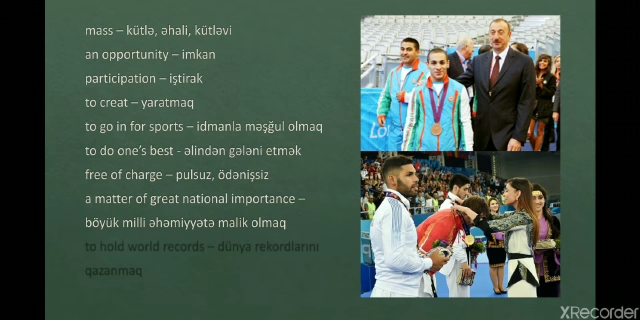 mass – kütlə, əhali, kütləvi
an opportunity – imkan
participation – iştirak
to creat – yaratmaq
to go in for sports – idmanla məşğul olmaq
to do one's best - əlindən gələni etmək
free of charge – pulsuz, ödənişsiz
a matter of great national importance –
böyük milli əhəmiyyətə malik olmaq
to hold world records – dünya rekordlarını
qazanmaq
XRecorder